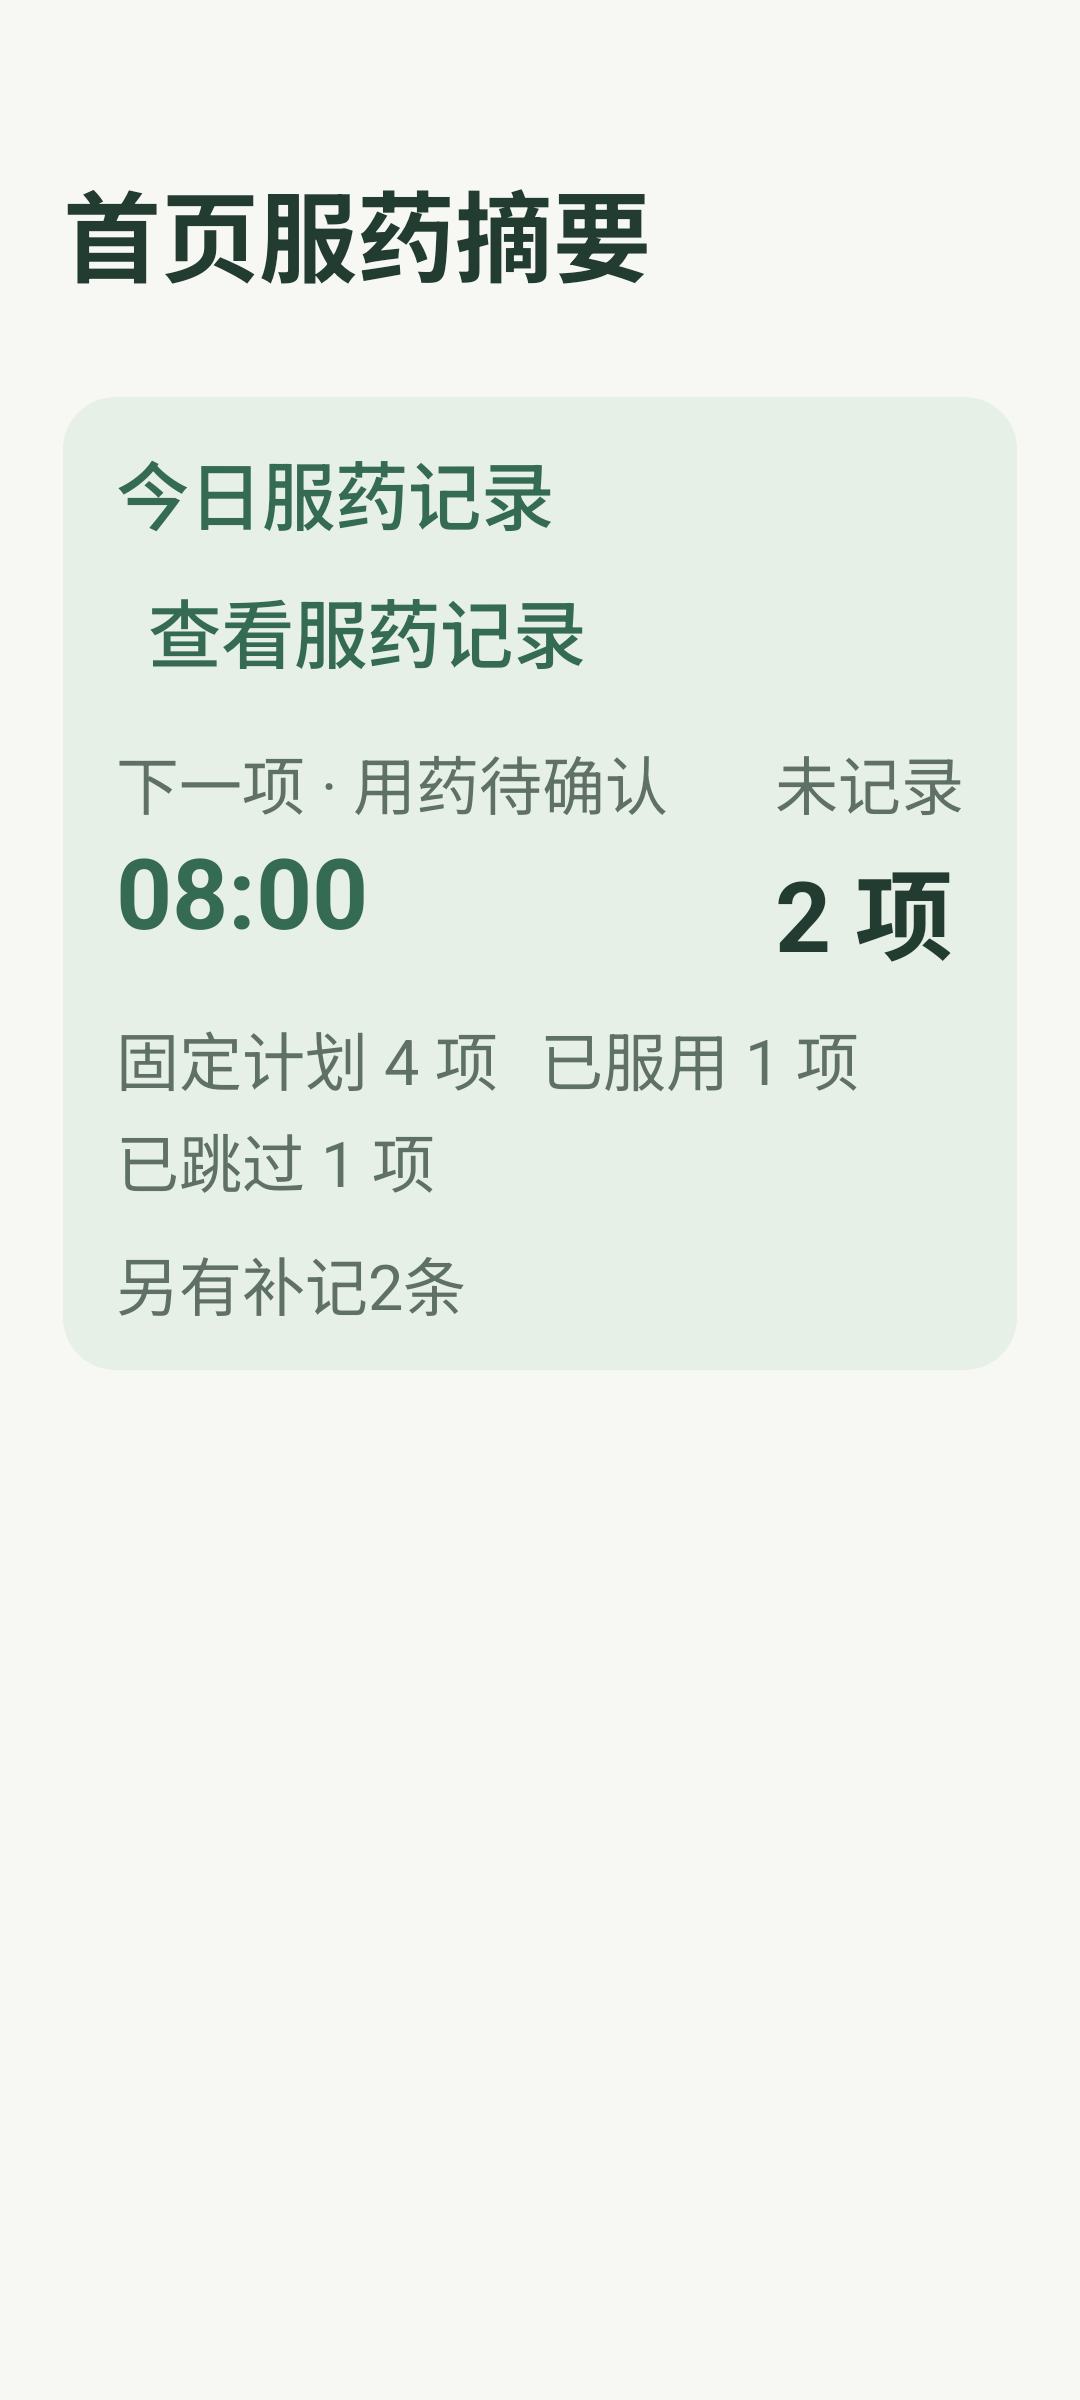 首页服药摘要
今日服药记录
查看服药记录
下一项 · 用药待确认 未记录
08:00 2 项
固定计划 4 项 已服用 1 项
已跳过 1 项
另有补记2条